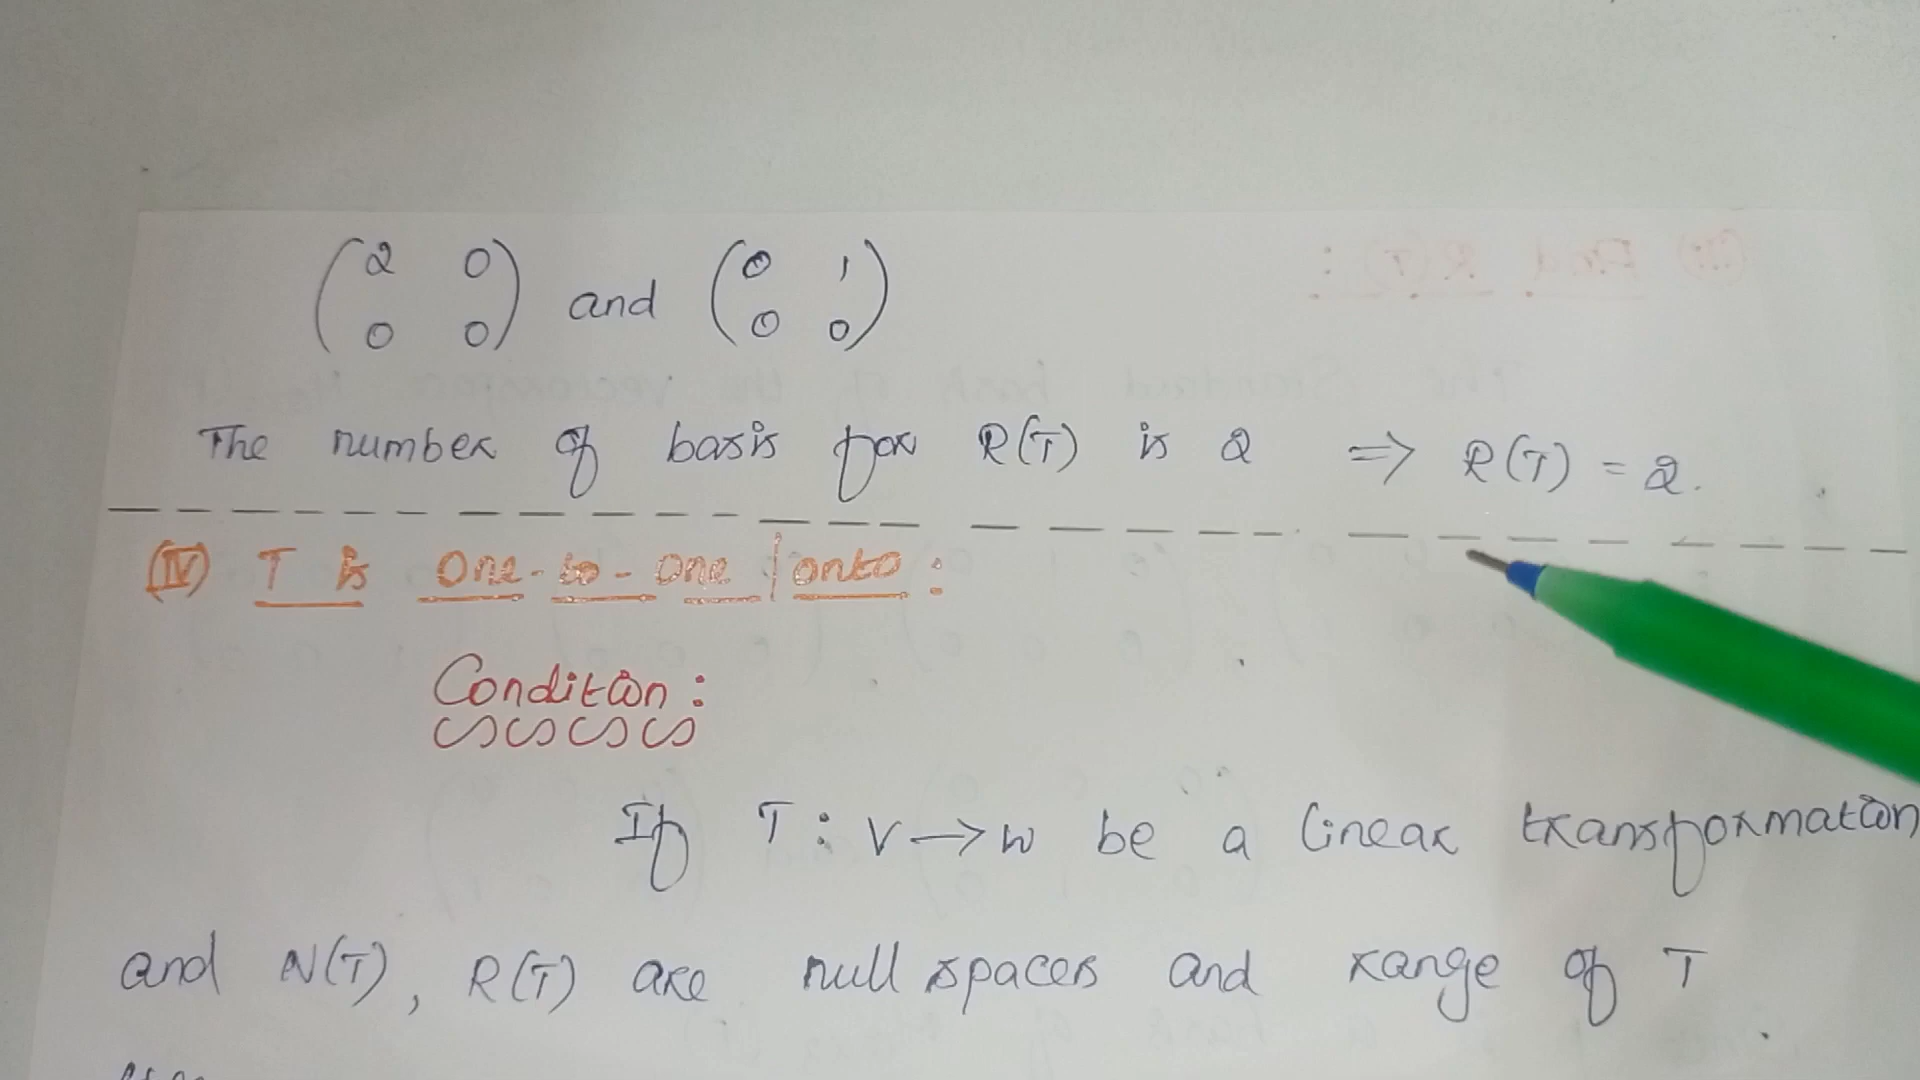 (2 0
0 0) and (0 1
0 0)
The number of basis for R(T) is 2 ⇒ R(T) = 2.
(IV) T is One-to-One / onto:
Condition:
If T: V → W be a linear transformation
and N(T), R(T) are null spaces and range of T